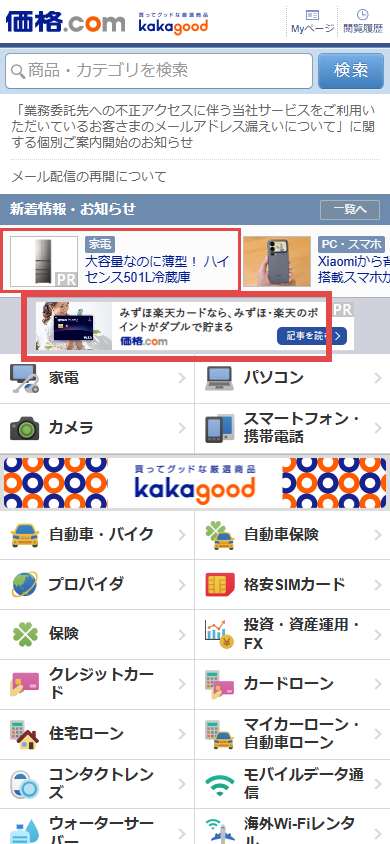 価格.com
買ってグッドな厳選商品
kakagood
Myページ
閲覧履歴
商品・カテゴリを検索
検索
「業務委託先への不正アクセスに伴う当社サービスをご利用い
ただいているお客さまのメールアドレス漏えいについて」に関
する個別ご案内開始のお知らせ
メール配信の再開について
新着情報・お知らせ
一覧へ
家電
大容量なのに薄型！ ハイ
センス501L冷蔵庫
PR
PC・スマホ
Xiaomiから背
搭載スマホカ
みずほ楽天カードなら、みずほ・楽天のポ
イントがダブルで貯まる
価格.com
記事を読む
PR
家電
パソコン
カメラ
スマートフォン・
携帯電話
買ってグッドな厳選商品
kakagood
自動車・バイク
自動車保険
プロバイダ
格安SIMカード
保険
投資・資産運用・
FX
クレジットカー
ド
カードローン
住宅ローン
マイカーローン・
自動車ローン
コンタクトレン
ズ
モバイルデータ通
信
ウォーターサー
バー
海外Wi-Fiレンタ
ル